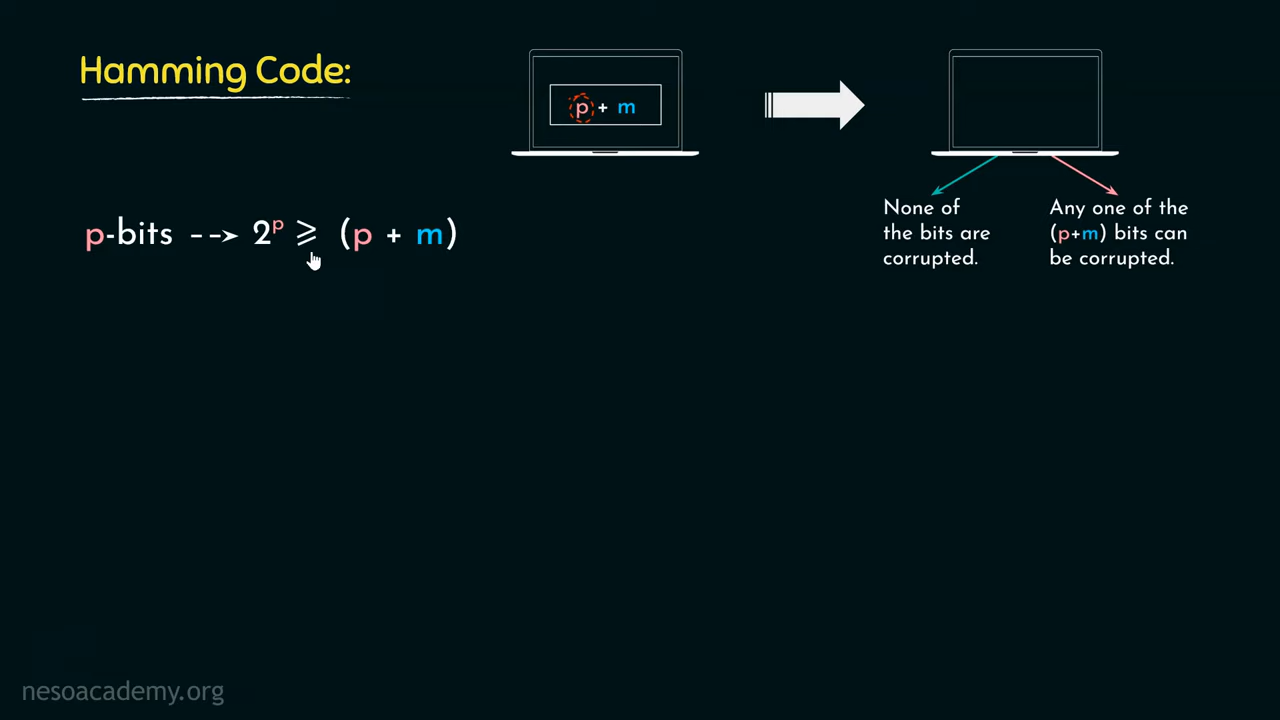 Hamming Code:
p + m
p-bits --→ 2ᵖ ⩾ (p + m)
None of
the bits are
corrupted.
Any one of the
(p+m) bits can
be corrupted.
nesoacademy.org